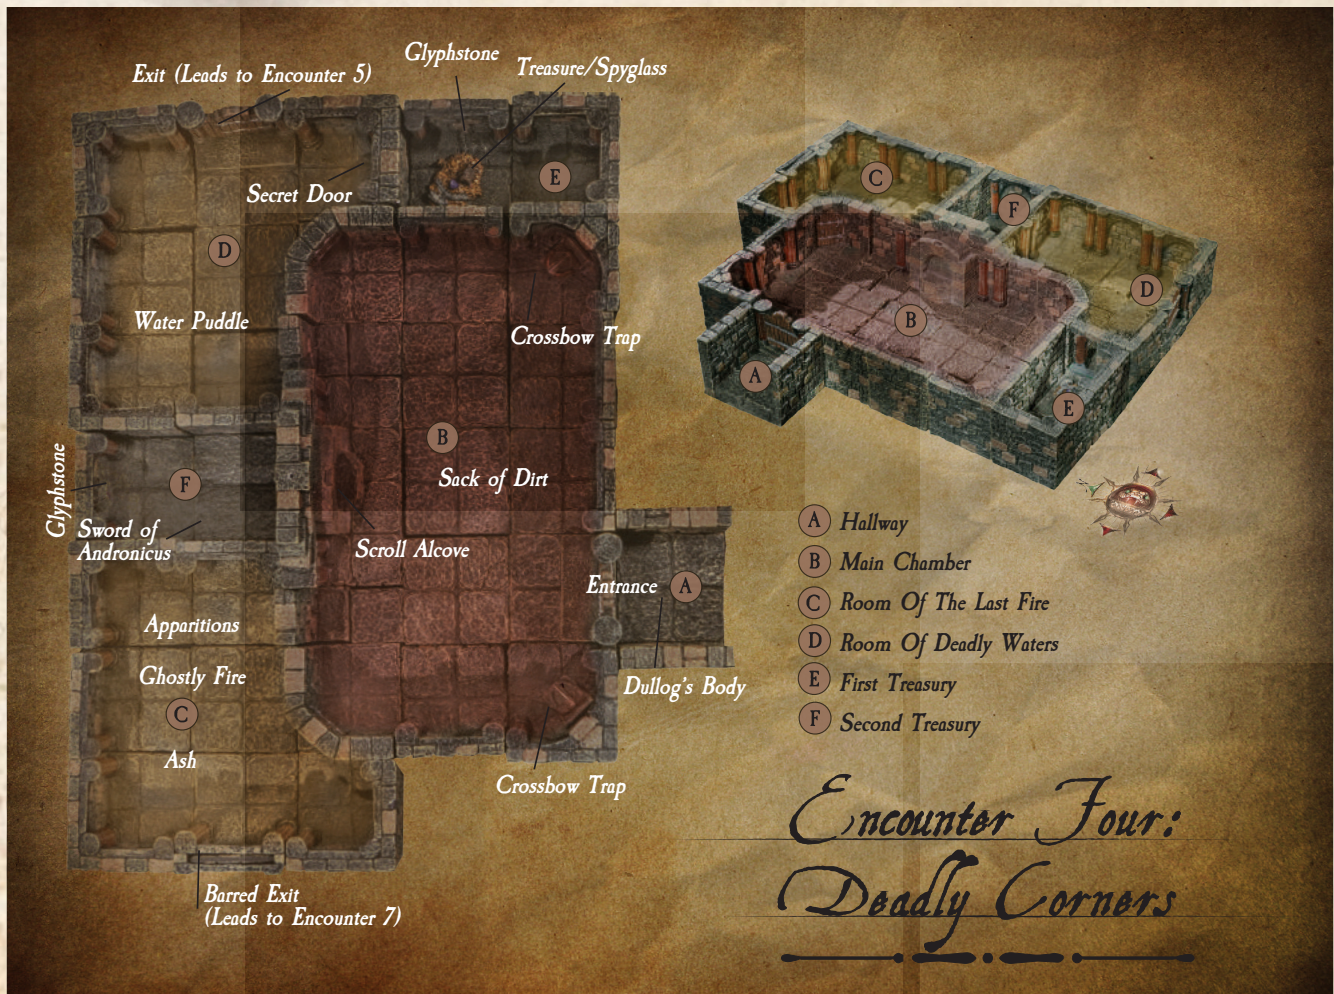 Glyphstone
Treasure/Spyglass
Exit (Leads to Encounter 5)
E
Secret Door
D
Water Puddle
Crossbow Trap
B
Glyphstone
F
Sack of Dirt
Sword of
Andronicus
Scroll Alcove
Entrance
A
Apparitions
Ghostly Fire
C
Dullog's Body
Ash
Crossbow Trap
Barred Exit
(Leads to Encounter 7)
C
F
D
B
A
E
A Hallway
B Main Chamber
C Room Of The Last Fire
D Room Of Deadly Waters
E First Treasury
F Second Treasury
Encounter Four:
Deadly Corners